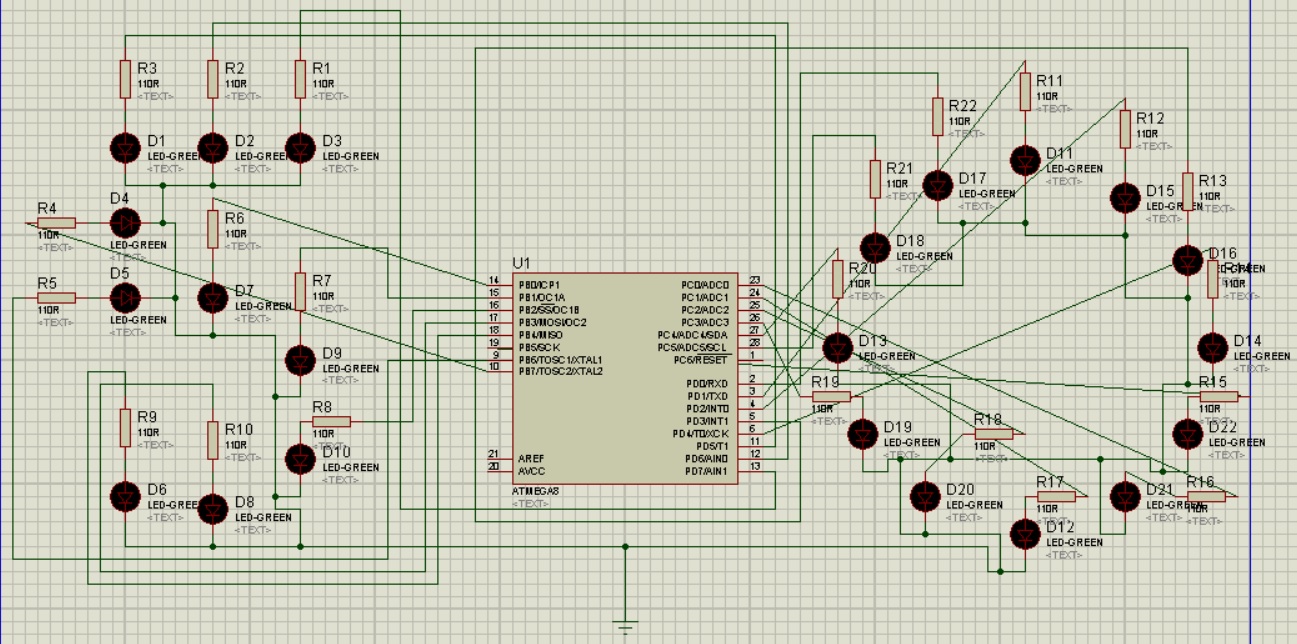 R3
110R
<TEXT>
R2
110R
<TEXT>
R1
110R
<TEXT>
D1
LED-GREEN
<TEXT>
D2
LED-GREEN
<TEXT>
D3
LED-GREEN
<TEXT>
R4
110R
<TEXT>
D4
LED-GREEN
<TEXT>
R6
110R
<TEXT>
R5
110R
<TEXT>
D5
LED-GREEN
<TEXT>
D7
LED-GREEN
<TEXT>
R7
110R
<TEXT>
D9
LED-GREEN
<TEXT>
R8
110R
<TEXT>
R9
110R
<TEXT>
R10
110R
<TEXT>
D10
LED-GREEN
<TEXT>
D6
LED-GREEN
<TEXT>
D8
LED-GREEN
<TEXT>
U1
14 PB0/ICP1
15 PB1/OC1A
16 PB2/SS/OC1B
17 PB3/MOSI/OC2
18 PB4/MISO
19 PB5/SCK
9 PB6/TOSC1/XTAL1
10 PB7/TOSC2/XTAL2
21 AREF
20 AVCC
PC0/ADC0 23
PC1/ADC1 24
PC2/ADC2 25
PC3/ADC3 26
PC4/ADC4/SDA 27
PC5/ADC5/SCL 28
PC6/RESET 1
PD0/RXD 2
PD1/TXD 3
PD2/INT0 4
PD3/INT1 5
PD4/T0/XCK 6
PD5/T1 11
PD6/AIN0 12
PD7/AIN1 13
ATMEGA8
<TEXT>
R22
110R
<TEXT>
R11
110R
<TEXT>
R12
110R
<TEXT>
R21
110R
<TEXT>
D17
LED-GREEN
<TEXT>
D11
LED-GREEN
<TEXT>
D15
LED-GREEN
<TEXT>
R13
110R
<TEXT>
D18
LED-GREEN
<TEXT>
D16
LED-GREEN
<TEXT>
R20
110R
<TEXT>
R14
110R
<TEXT>
D13
LED-GREEN
<TEXT>
D14
LED-GREEN
<TEXT>
R19
110R
<TEXT>
R15
110R
<TEXT>
D19
LED-GREEN
<TEXT>
R18
110R
<TEXT>
D22
LED-GREEN
<TEXT>
D20
LED-GREEN
<TEXT>
R17
110R
<TEXT>
D21
LED-GREEN
<TEXT>
R16
110R
<TEXT>
D12
LED-GREEN
<TEXT>